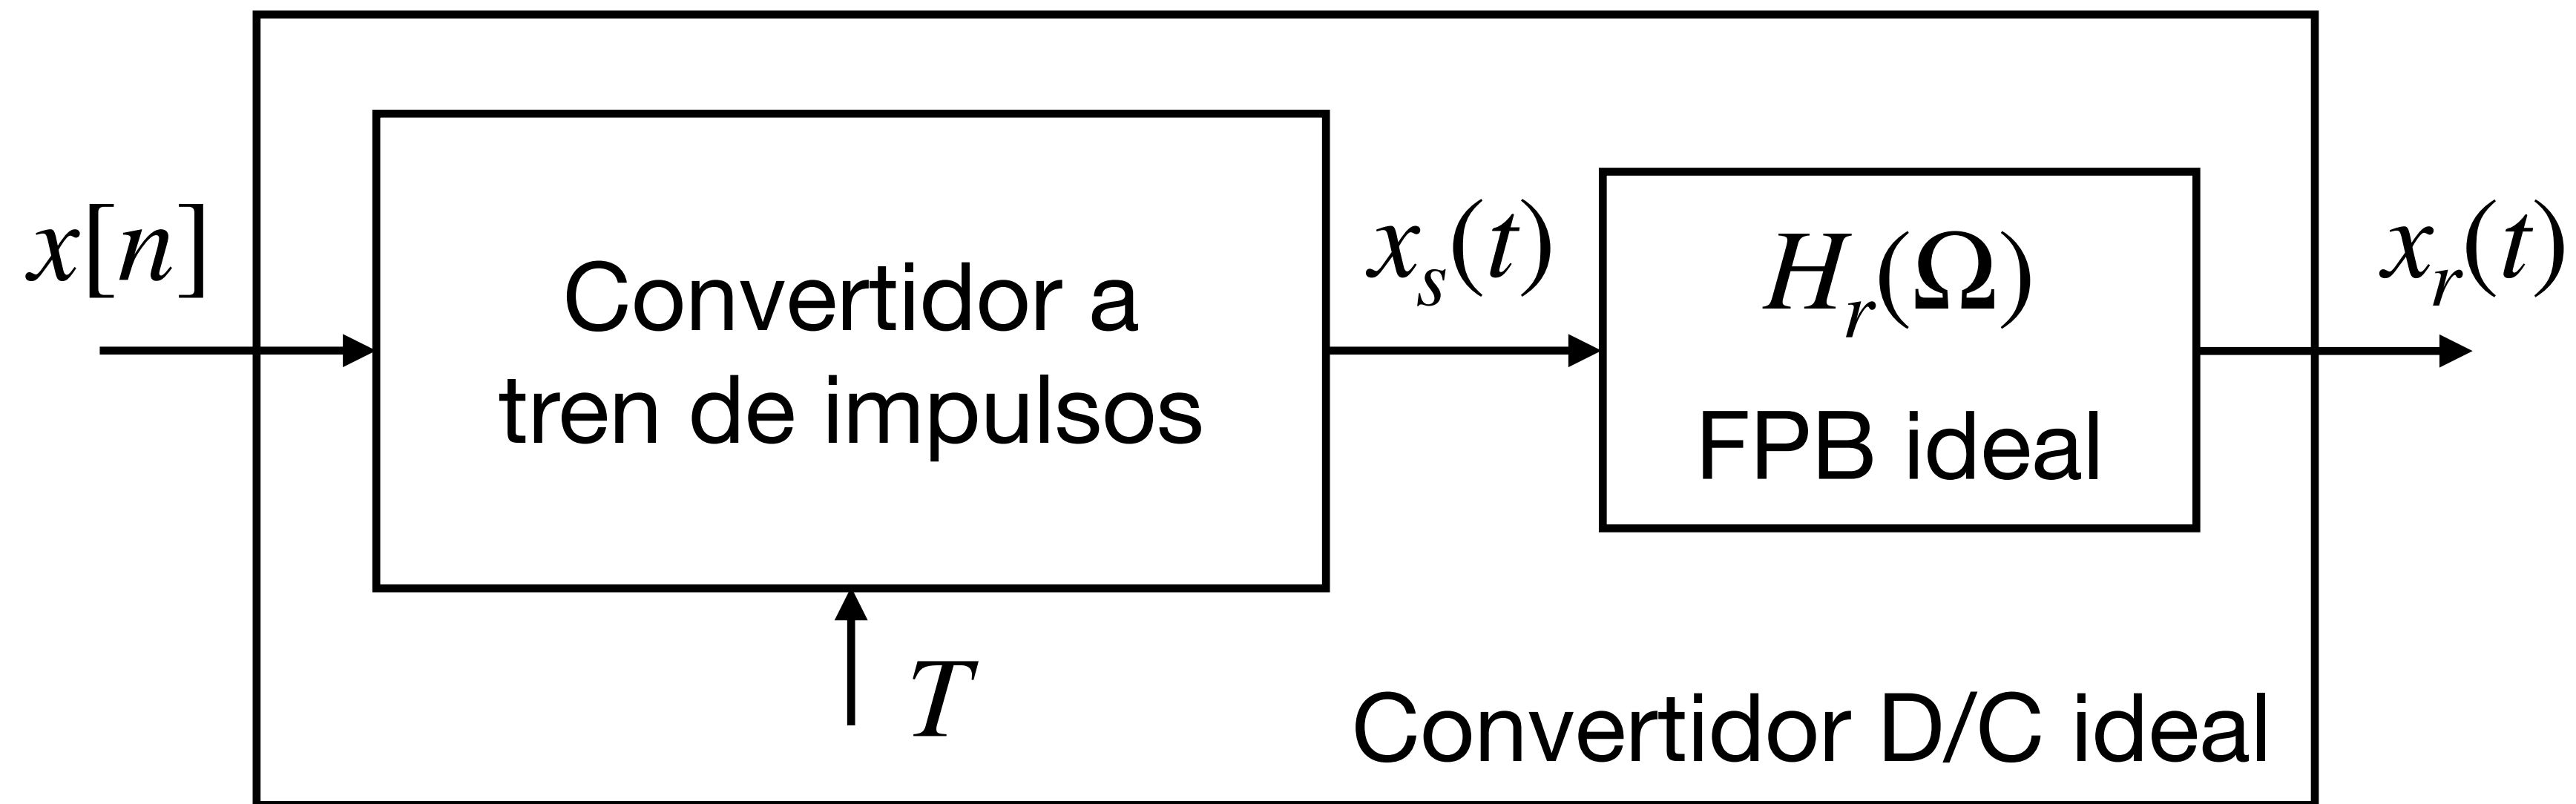 x[n]
Convertidor a
tren de impulsos
x_s(t)
H_r(Ω)
FPB ideal
x_r(t)
T
Convertidor D/C ideal